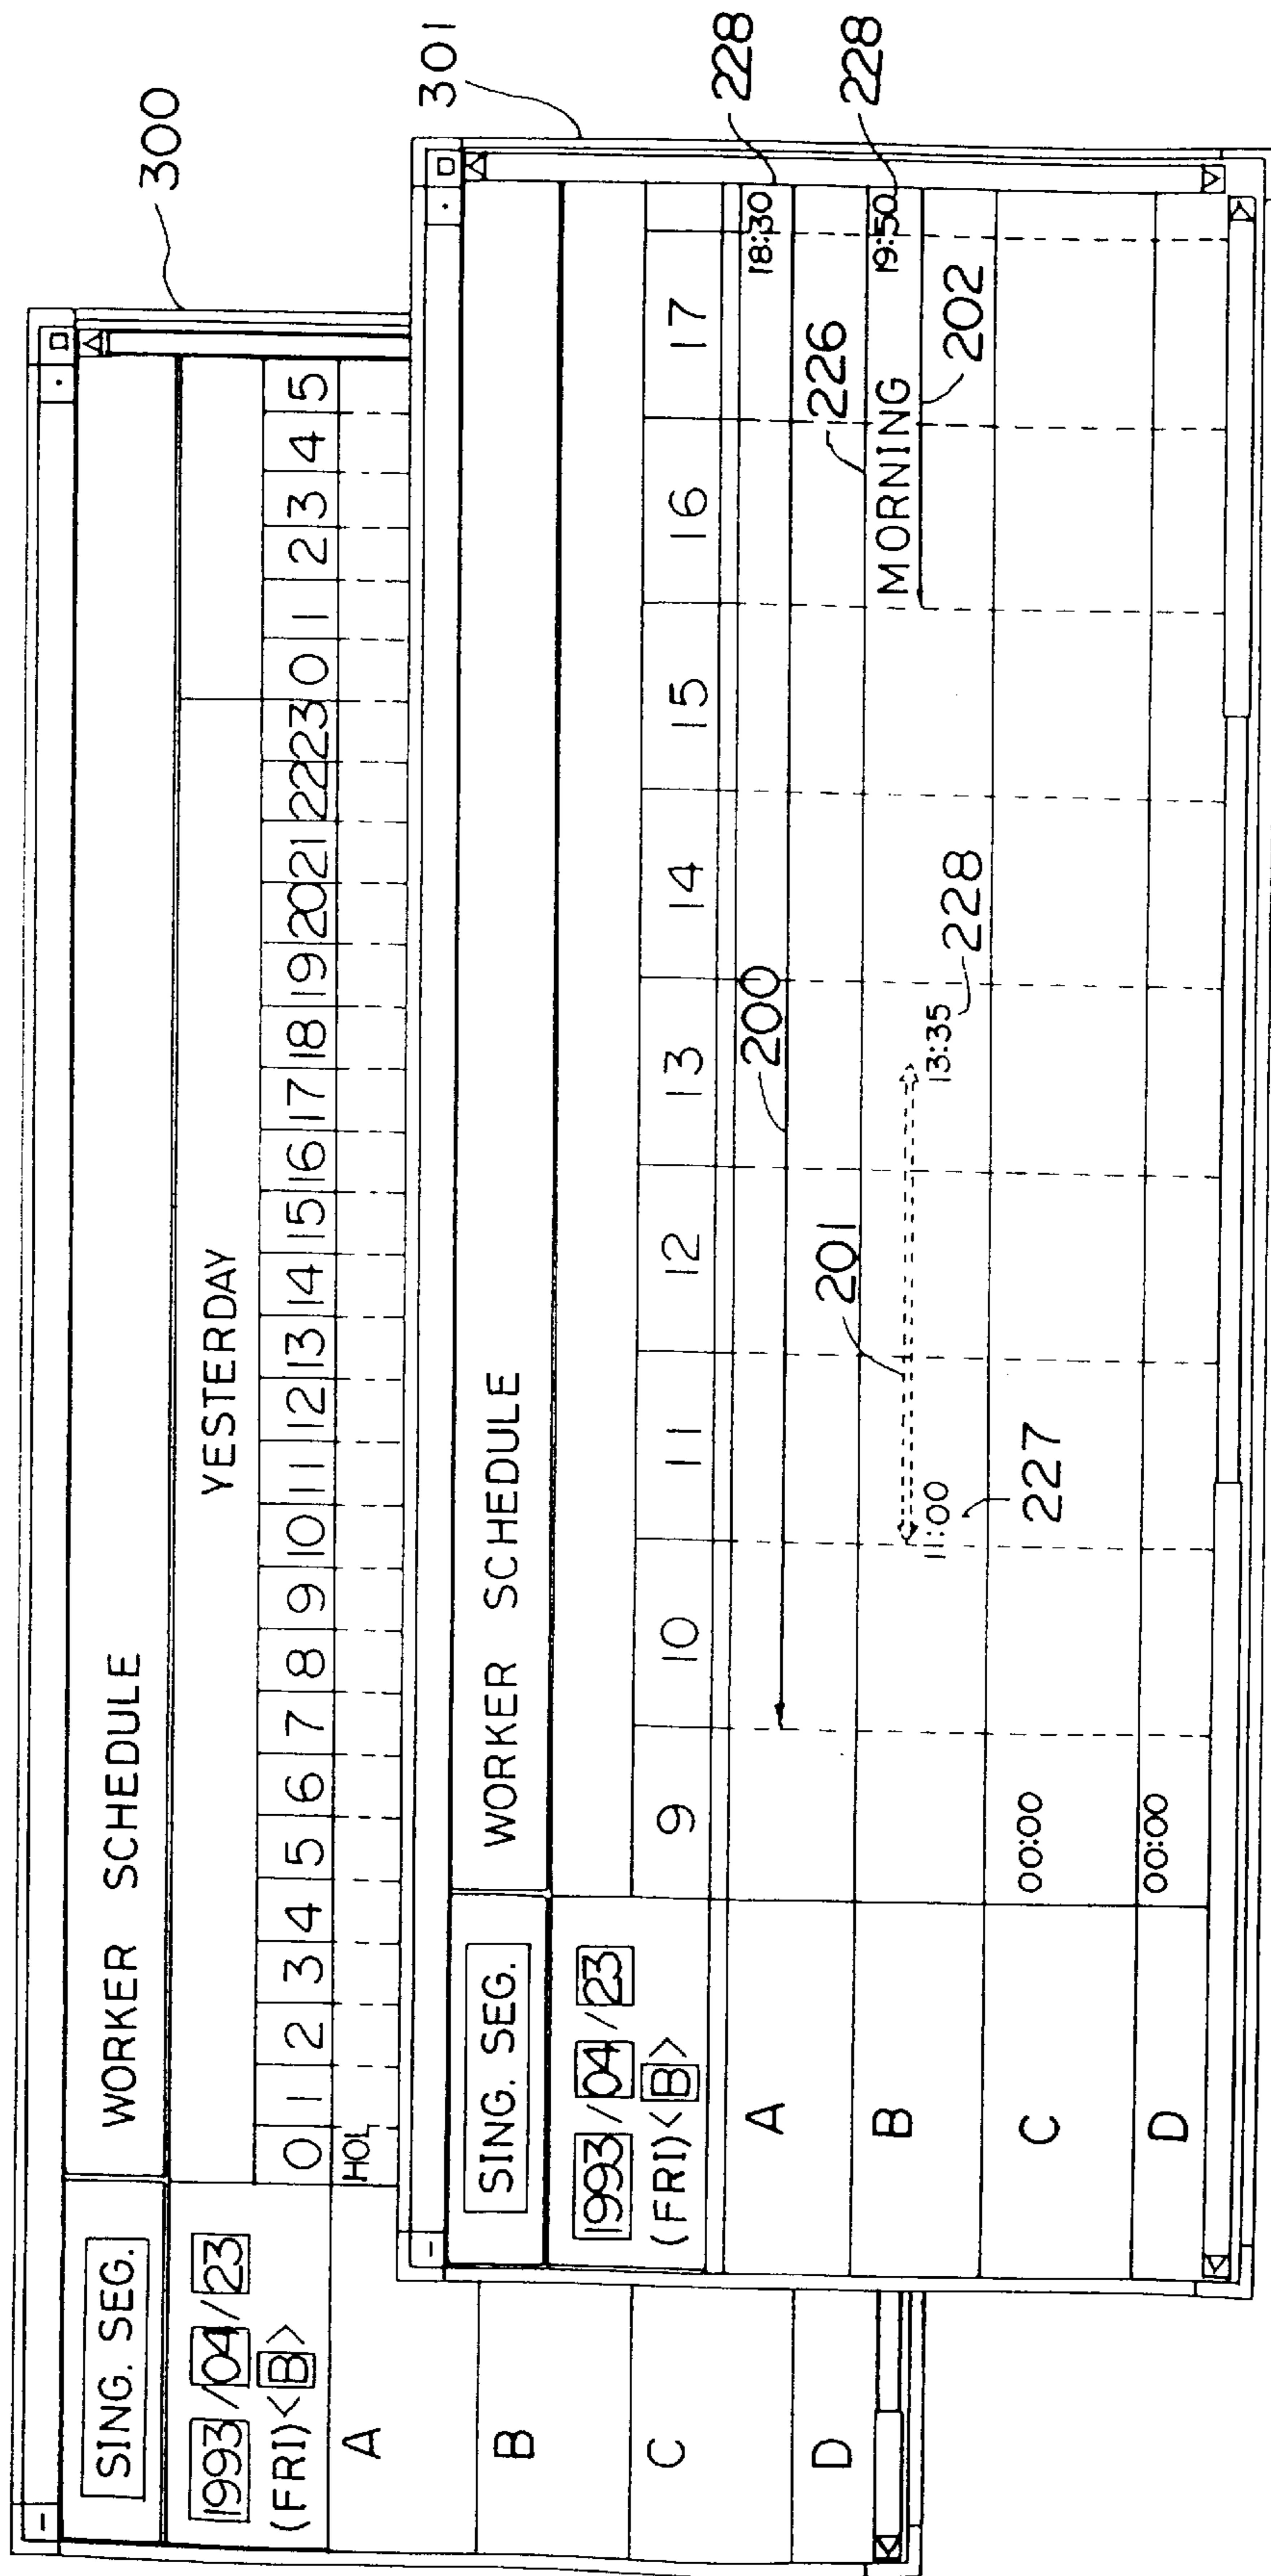 300
SING. SEG. WORKER SCHEDULE
1993/04/23
(FRI)<B>
YESTERDAY
0 1 2 3 4 5 6 7 8 9 10 11 12 13 14 15 16 17 18 19 20 21 22 23 0 1 2 3 4 5
A HOL
B
C
D
301
SING. SEG. WORKER SCHEDULE
1993/04/23
(FRI)<B>
9 10 11 12 13 14 15 16 17
A 200 18:30 228
226
B 201 MORNING 19:50 228
11:00 13:35 228 202
227
C 00:00
D 00:00